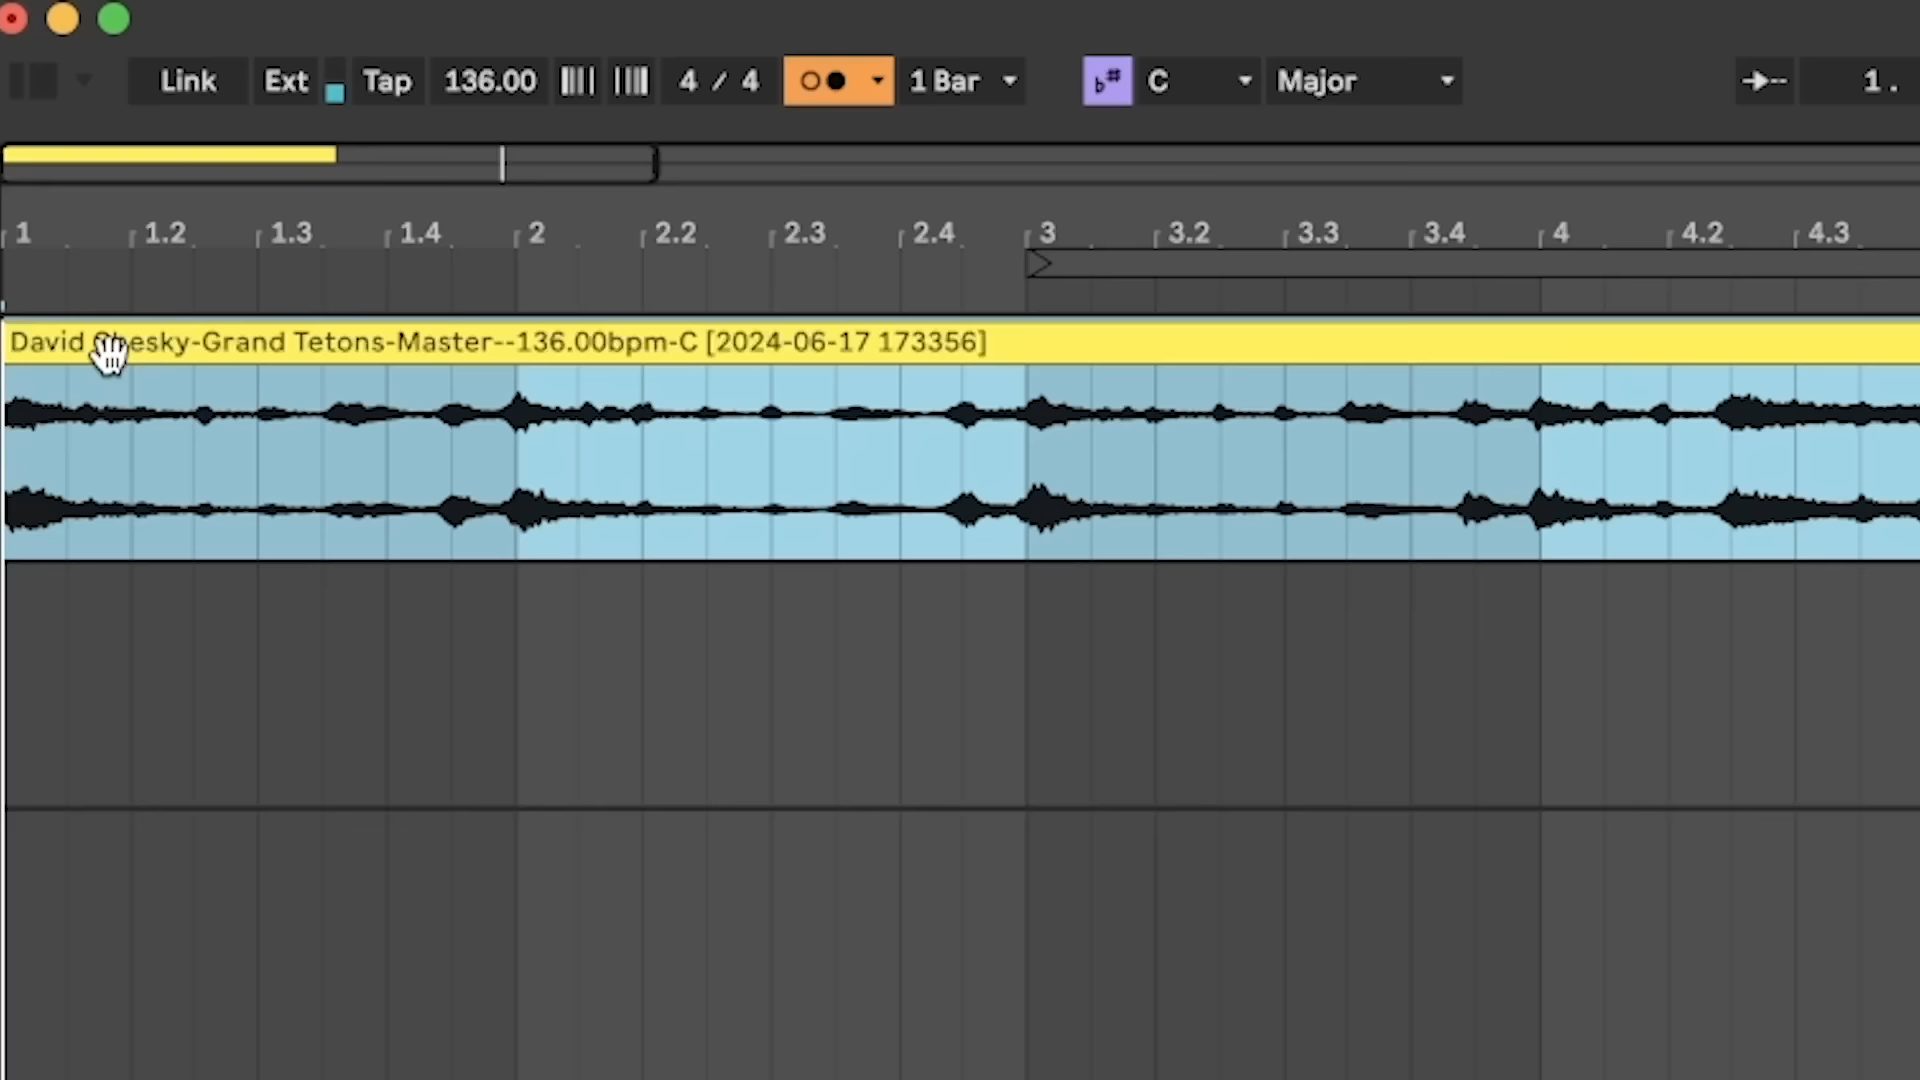 Link Ext Tap 136.00 4 / 4 1 Bar C Major 1.
1 1.2 1.3 1.4 2 2.2 2.3 2.4 3 3.2 3.3 3.4 4 4.2 4.3
David Chesky-Grand Tetons-Master--136.00bpm-C [2024-06-17 173356]